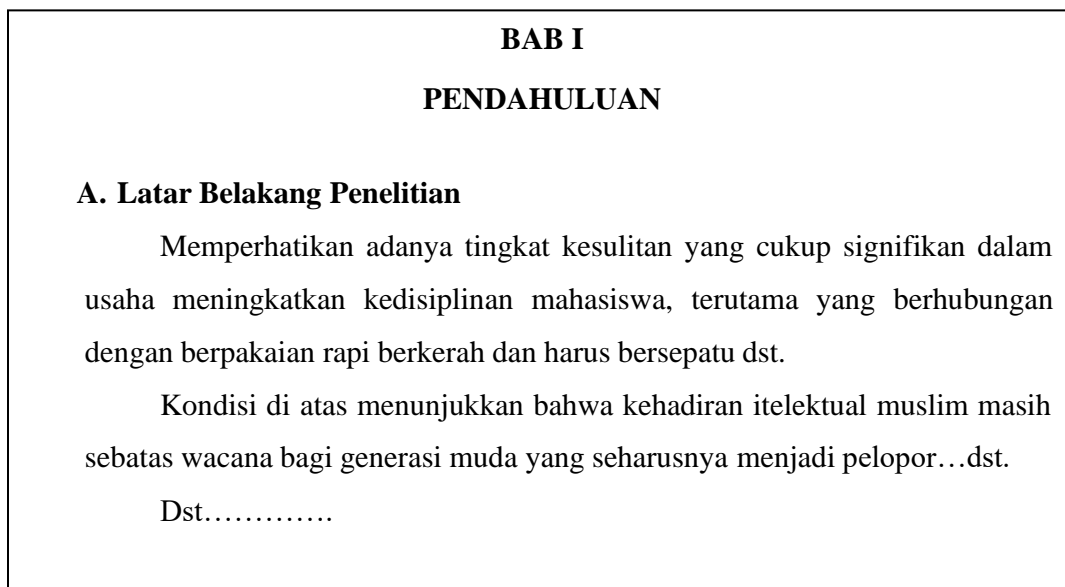 BAB I
PENDAHULUAN
A. Latar Belakang Penelitian
Memperhatikan adanya tingkat kesulitan yang cukup signifikan dalam
usaha meningkatkan kedisiplinan mahasiswa, terutama yang berhubungan
dengan berpakaian rapi berkerah dan harus bersepatu dst.
Kondisi di atas menunjukkan bahwa kehadiran itelektual muslim masih
sebatas wacana bagi generasi muda yang seharusnya menjadi pelopor…dst.
Dst………….